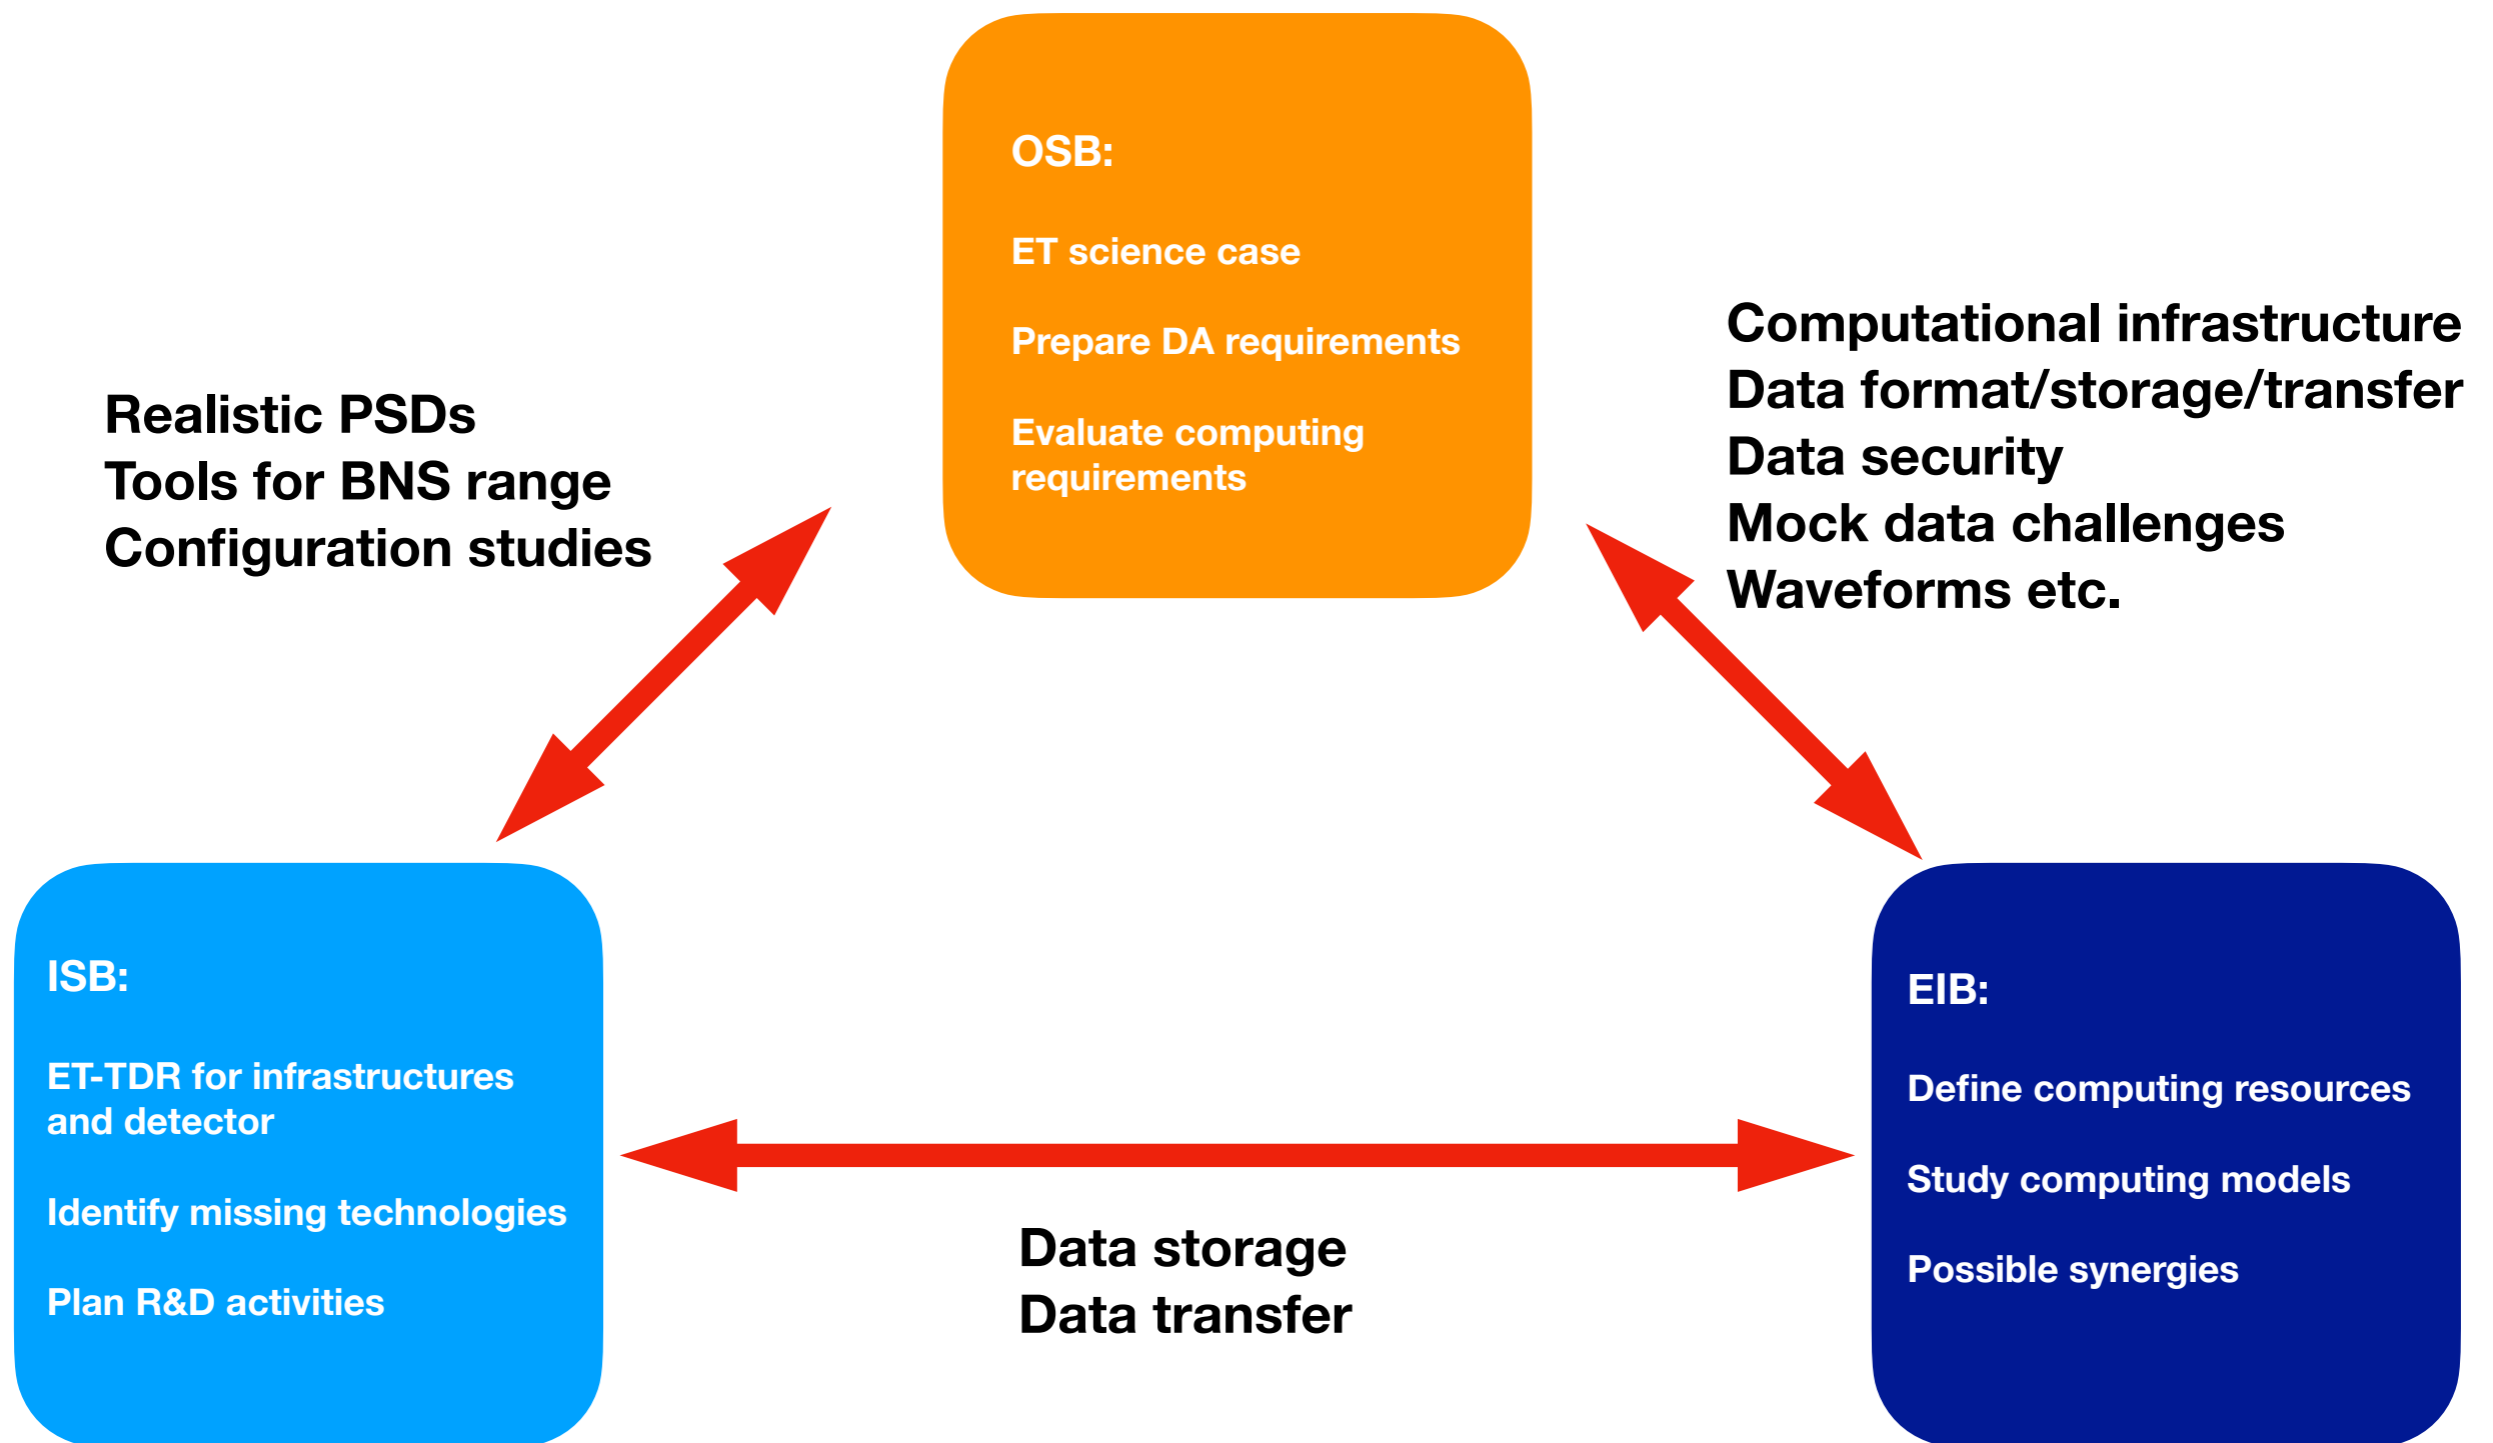 OSB:
ET science case
Prepare DA requirements
Evaluate computing
requirements
Realistic PSDs
Tools for BNS range
Configuration studies
Computational infrastructure
Data format/storage/transfer
Data security
Mock data challenges
Waveforms etc.
ISB:
ET-TDR for infrastructures
and detector
Identify missing technologies
Plan R&D activities
Data storage
Data transfer
EIB:
Define computing resources
Study computing models
Possible synergies